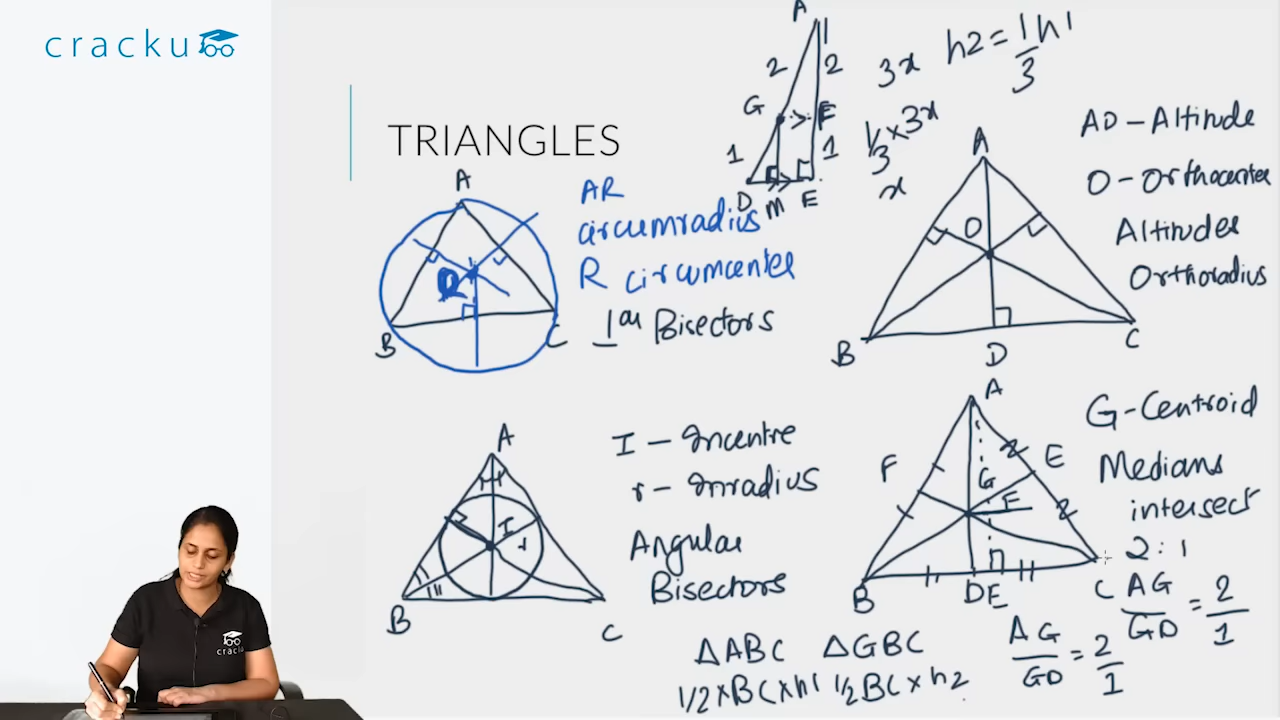 cracku
TRIANGLES
A
2
2
G
F
1
1
D
M
E
3x
h2 = 1/3 h1
1/3 × 3x
x
A
R
B
C
AR
circumradius
R circumcenter
⊥ar Bisectors
A
O
B
D
C
AD - Altitude
O - Orthocenter
Altitudes
Orthoradius
A
I
r
B
C
I - Incentre
r - Inradius
Angular
Bisectors
A
F
E
G
F
B
D E
C
G - Centroid
Medians
intersect
2 : 1
AG/GD = 2/1
AG/GD = 2/1
ΔABC ΔGBC
1/2 × BC × h1 1/2 BC × h2
cracku